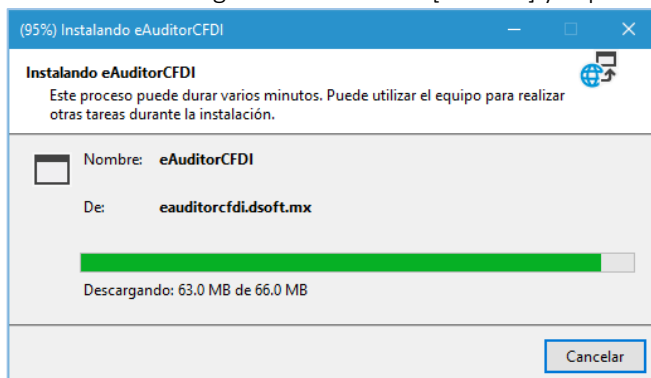 (95%) Instalando eAuditorCFDI
Instalando eAuditorCFDI
Este proceso puede durar varios minutos. Puede utilizar el equipo para realizar
otras tareas durante la instalación.
Nombre: eAuditorCFDI
De: eauditorcfdi.dsoft.mx
Descargando: 63.0 MB de 66.0 MB
Cancelar